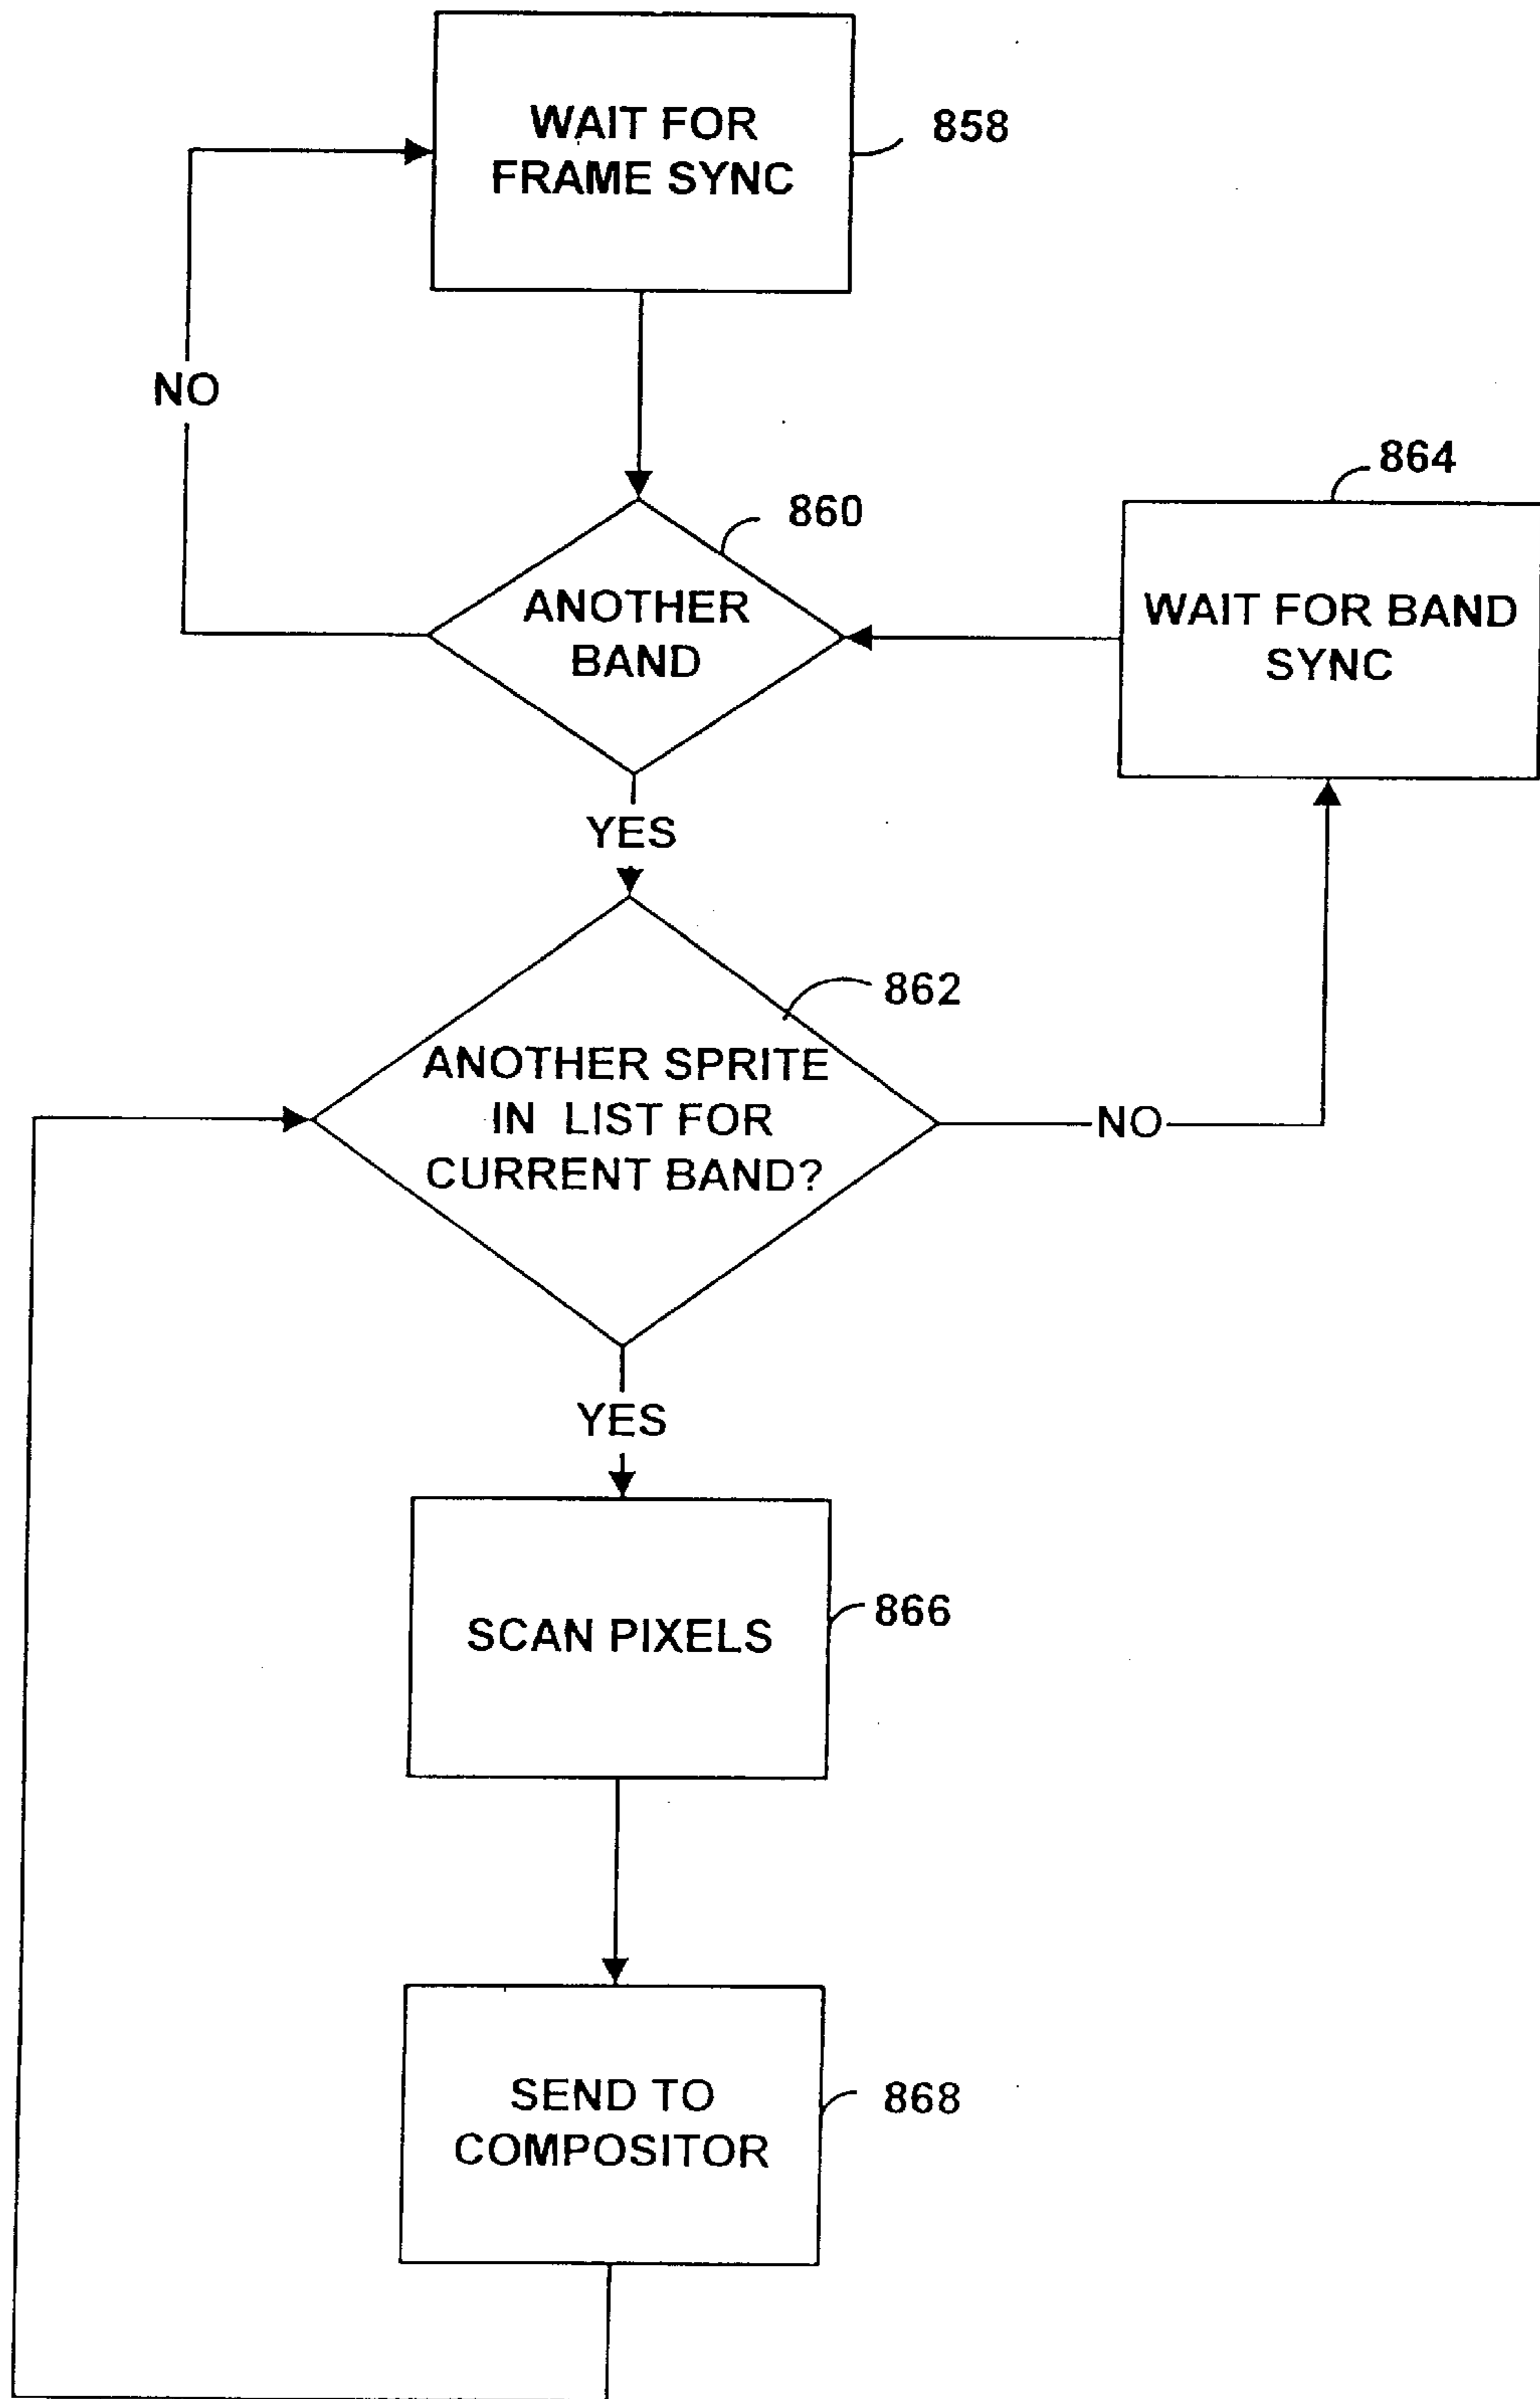 WAIT FOR
FRAME SYNC
858
NO
864
860
ANOTHER
BAND
WAIT FOR BAND
SYNC
YES
862
ANOTHER SPRITE
IN LIST FOR
CURRENT BAND?
NO
YES
866
SCAN PIXELS
SEND TO
COMPOSITOR
868